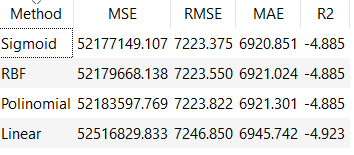 Method MSE RMSE MAE R2
Sigmoid 52177149.107 7223.375 6920.851 -4.885
RBF 52179668.138 7223.550 6921.024 -4.885
Polinomial 52183597.769 7223.822 6921.301 -4.885
Linear 52516829.833 7246.850 6945.742 -4.923